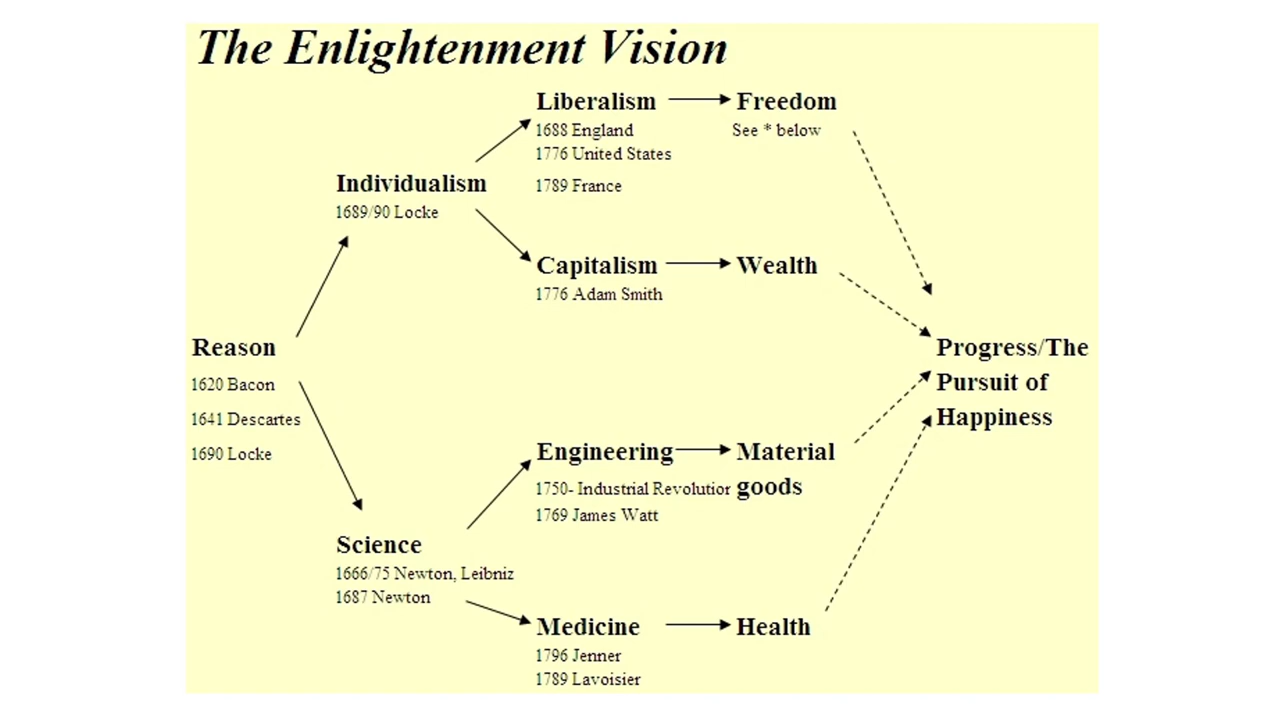 The Enlightenment Vision
Liberalism
1688 England
1776 United States
1789 France
Freedom
See * below
Individualism
1689/90 Locke
Capitalism
1776 Adam Smith
Wealth
Reason
1620 Bacon
1641 Descartes
1690 Locke
Progress/The
Pursuit of
Happiness
Engineering
1750- Industrial Revolutior
1769 James Watt
Material
goods
Science
1666/75 Newton, Leibniz
1687 Newton
Medicine
1796 Jenner
1789 Lavoisier
Health